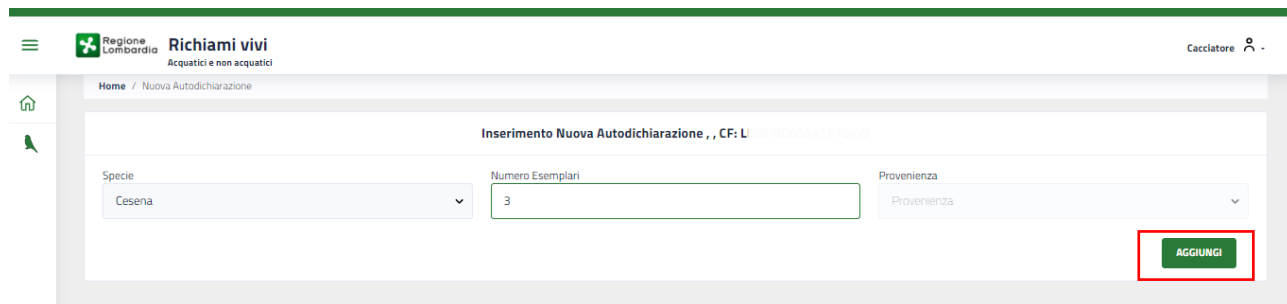 Regione
Lombardia
Richiami vivi
Acquatici e non acquatici
Cacciatore
Home / Nuova Autodichiarazione
Inserimento Nuova Autodichiarazione , , CF: L
Specie
Numero Esemplari
Provenienza
Cesena
3
Provenienza
AGGIUNGI